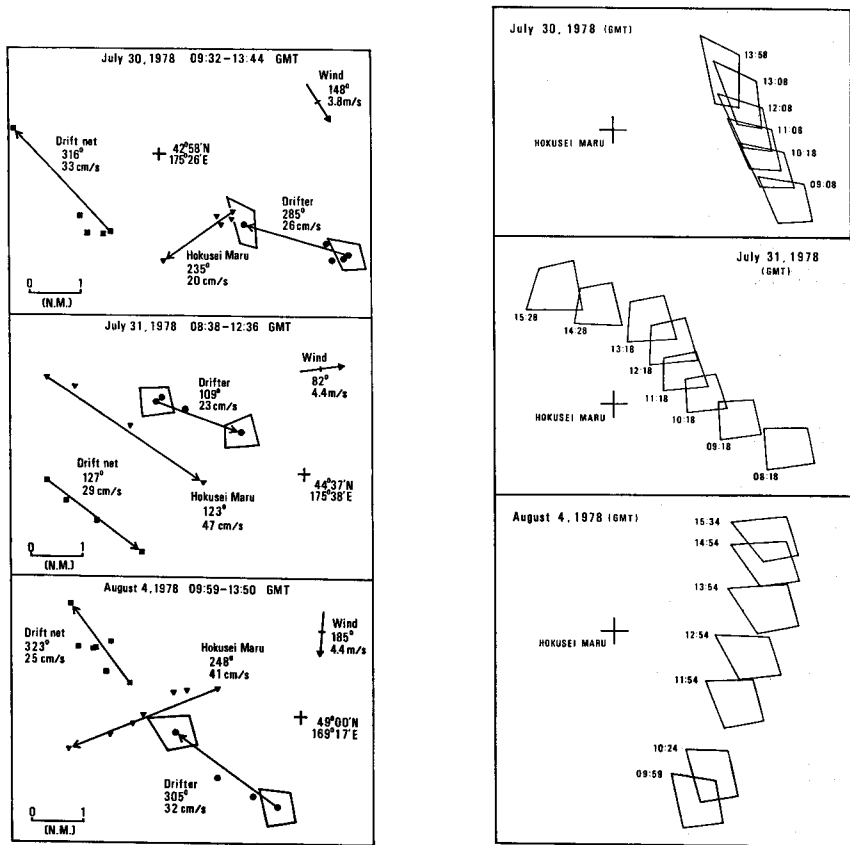 July 30, 1978 09:32-13:44 GMT
Wind
148°
3.8m/s
Drift net
316°
33 cm/s
42°58'N
175°26'E
Drifter
285°
26 cm/s
Hokusei Maru
235°
20 cm/s
0 1
(N.M.)
July 31, 1978 08:38-12:36 GMT
Wind
82°
4.4 m/s
Drifter
109°
23 cm/s
Drift net
127°
29 cm/s
Hokusei Maru
123°
47 cm/s
44°37'N
175°38'E
0 1
(N.M.)
August 4, 1978 09:59-13:50 GMT
Wind
185°
4.4 m/s
Drift net
323°
25 cm/s
Hokusei Maru
248°
41 cm/s
49°00'N
169°17'E
Drifter
305°
32 cm/s
0 1
(N.M.)
July 30, 1978 (GMT)
13:58
13:08
12:08
11:08
10:18
09:08
HOKUSEI MARU
July 31, 1978
(GMT)
15:28
14:28
13:18
12:18
11:18
10:18
09:18
08:18
HOKUSEI MARU
August 4, 1978 (GMT)
15:34
14:54
13:54
12:54
11:54
10:24
09:59
HOKUSEI MARU